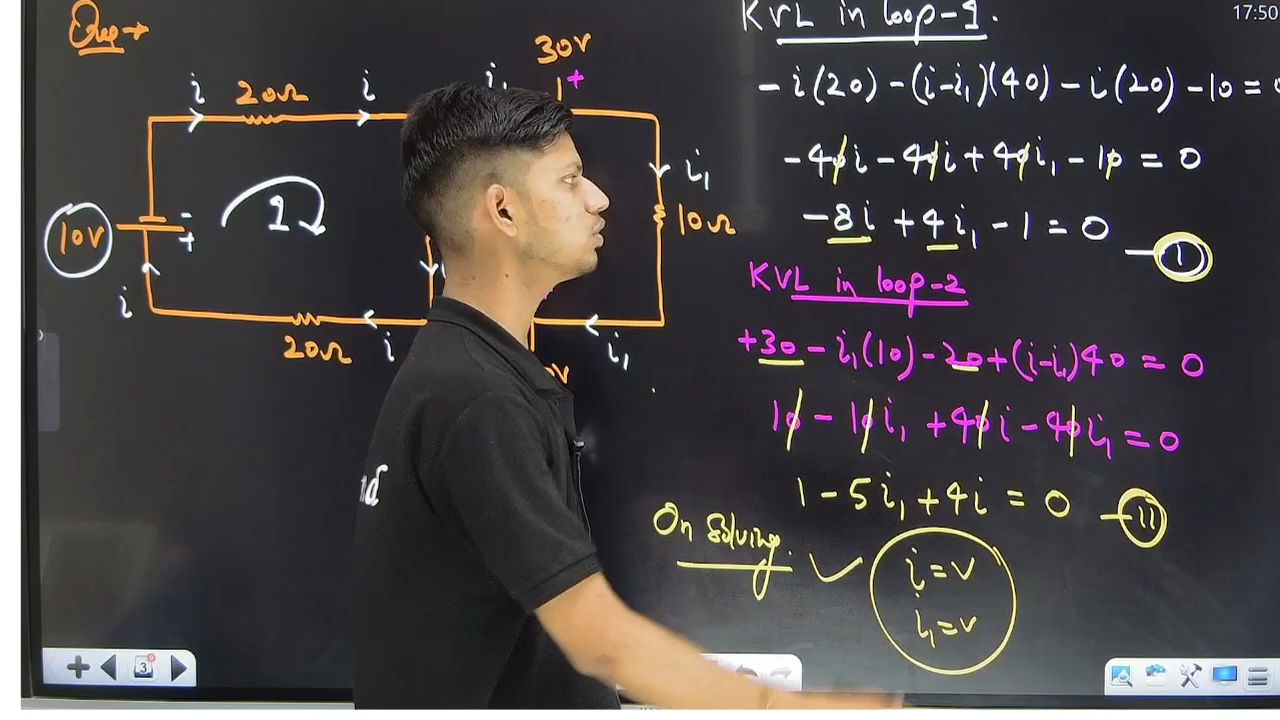 Que→
30V
+
i 20Ω i i₁
i₁
10Ω
10V
-
+
1
i
20Ω i
i₁
V
nd
17:50
KVL in loop-1.
-i(20) - (i-i₁)(40) - i(20) - 10 =
-40i - 40i + 40i₁ - 10 = 0
-8i + 4i₁ - 1 = 0 — I
KVL in loop-2
+30 - i₁(10) - 20 + (i-i₁)40 = 0
10 - 10i₁ + 40i - 40i₁ = 0
1 - 5i₁ + 4i = 0 — II
On Solving.
i = v
i₁ = v
3